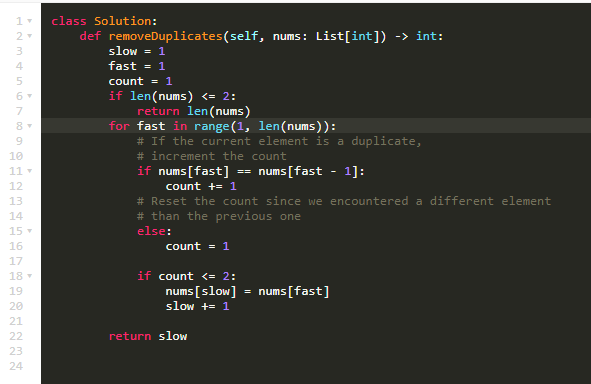 1 class Solution:
2     def removeDuplicates(self, nums: List[int]) -> int:
3         slow = 1
4         fast = 1
5         count = 1
6         if len(nums) <= 2:
7             return len(nums)
8         for fast in range(1, len(nums)):
9             # If the current element is a duplicate,
10             # increment the count
11             if nums[fast] == nums[fast - 1]:
12                 count += 1
13             # Reset the count since we encountered a different element
14             # than the previous one
15             else:
16                 count = 1
17
18             if count <= 2:
19                 nums[slow] = nums[fast]
20                 slow += 1
21
22         return slow
23
24